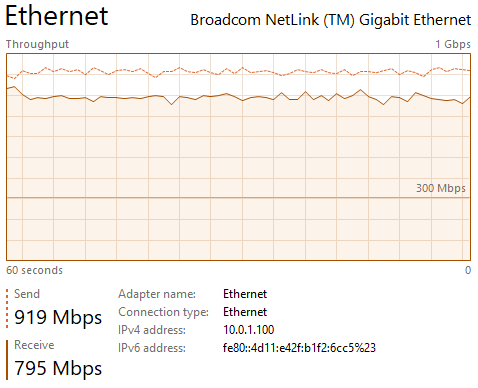 Ethernet
Broadcom NetLink (TM) Gigabit Ethernet
Throughput
1 Gbps
300 Mbps
60 seconds
0
Send
919 Mbps
Receive
795 Mbps
Adapter name: Ethernet
Connection type: Ethernet
IPv4 address: 10.0.1.100
IPv6 address: fe80::4d11:e42f:b1f2:6cc5%23